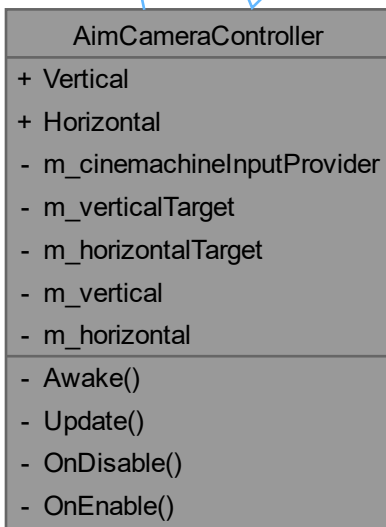 AimCameraController
+ Vertical
+ Horizontal
- m_cinemachineInputProvider
- m_verticalTarget
- m_horizontalTarget
- m_vertical
- m_horizontal
- Awake()
- Update()
- OnDisable()
- OnEnable()